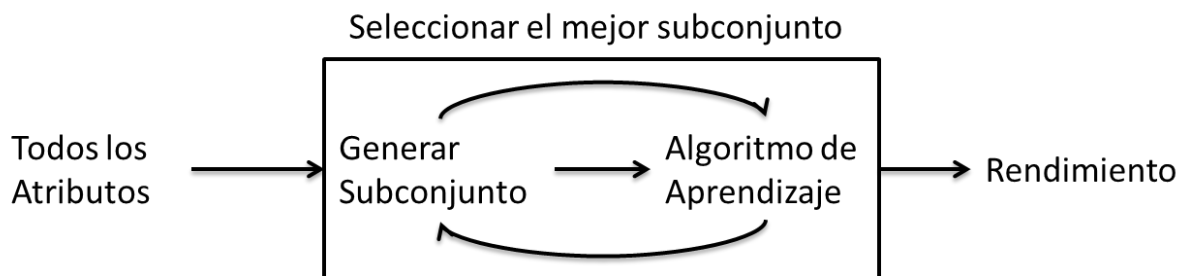 Seleccionar el mejor subconjunto
Todos los
Atributos
Generar
Subconjunto
Algoritmo de
Aprendizaje
Rendimiento